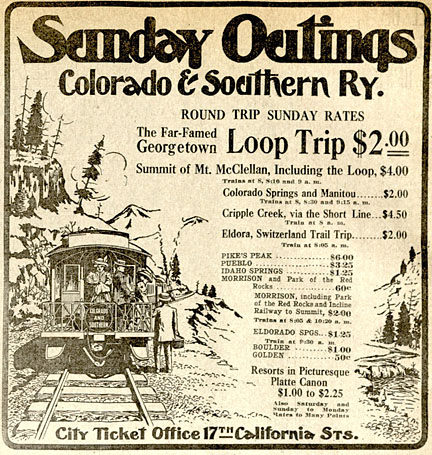 Sunday Outings
Colorado & Southern Ry.
ROUND TRIP SUNDAY RATES
The Far-Famed
Georgetown Loop Trip $2.00
Summit of Mt. McClellan, Including the Loop, $4.00
Trains at 8, 8:10 and 9 a. m.
Colorado Springs and Manitou.....$2.00
Trains at 8, 8:30 and 9:15 a. m.
Cripple Creek, via the Short Line...$4.50
Train at 8 a. m.
Eldora, Switzerland Trail Trip.......$2.00
Train at 8:05 a. m.
PIKE'S PEAK ..........$6.00
PUEBLO ..........$3.25
IDAHO SPRINGS ..........$1.25
MORRISON and Park of the Red
Rocks ..........60c
MORRISON, including Park
of the Red Rocks and Incline
Railway to Summit, $2.00
Trains at 8:05 & 10:20 a. m.
ELDORADO SPGS...$1.25
Train at 9:30 a. m.
BOULDER ..........$1.00
GOLDEN ..........50c
Resorts in Picturesque
Platte Canon
$1.00 to $2.25
Also Saturday and
Sunday to Monday
Rates to Many Points
COLORADO
&
SOUTHERN
City Ticket Office 17TH California STS.